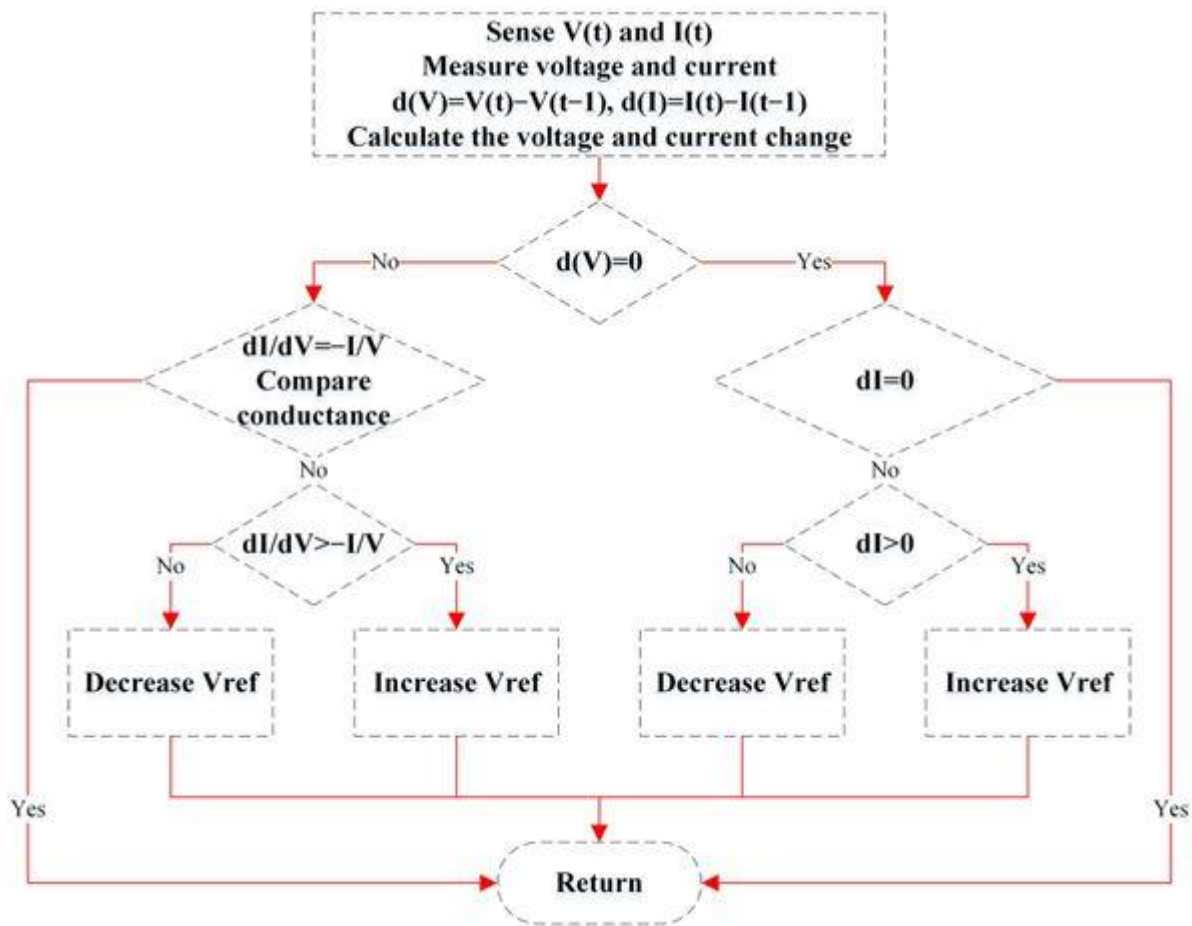 Sense V(t) and I(t)
Measure voltage and current
d(V)=V(t)−V(t−1), d(I)=I(t)−I(t−1)
Calculate the voltage and current change
d(V)=0
No
Yes
dI/dV=−I/V
Compare
conductance
dI=0
No
No
dI/dV>−I/V
dI>0
No
Yes
No
Yes
Decrease Vref
Increase Vref
Decrease Vref
Increase Vref
Yes
Yes
Return